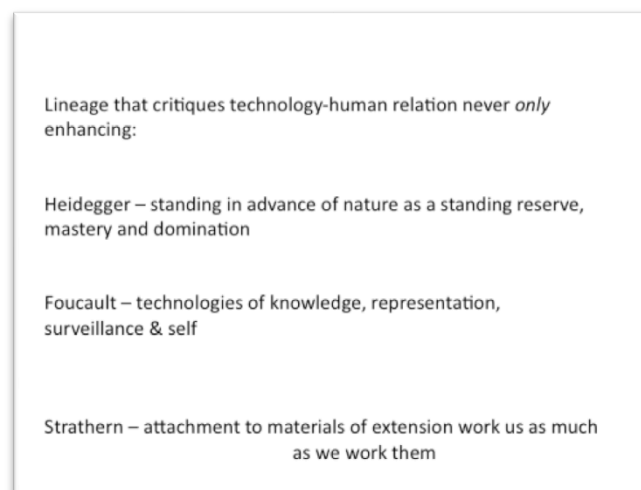 Lineage that critiques technology-human relation never only
enhancing:
Heidegger – standing in advance of nature as a standing reserve,
mastery and domination
Foucault – technologies of knowledge, representation,
surveillance & self
Strathern – attachment to materials of extension work us as much
as we work them